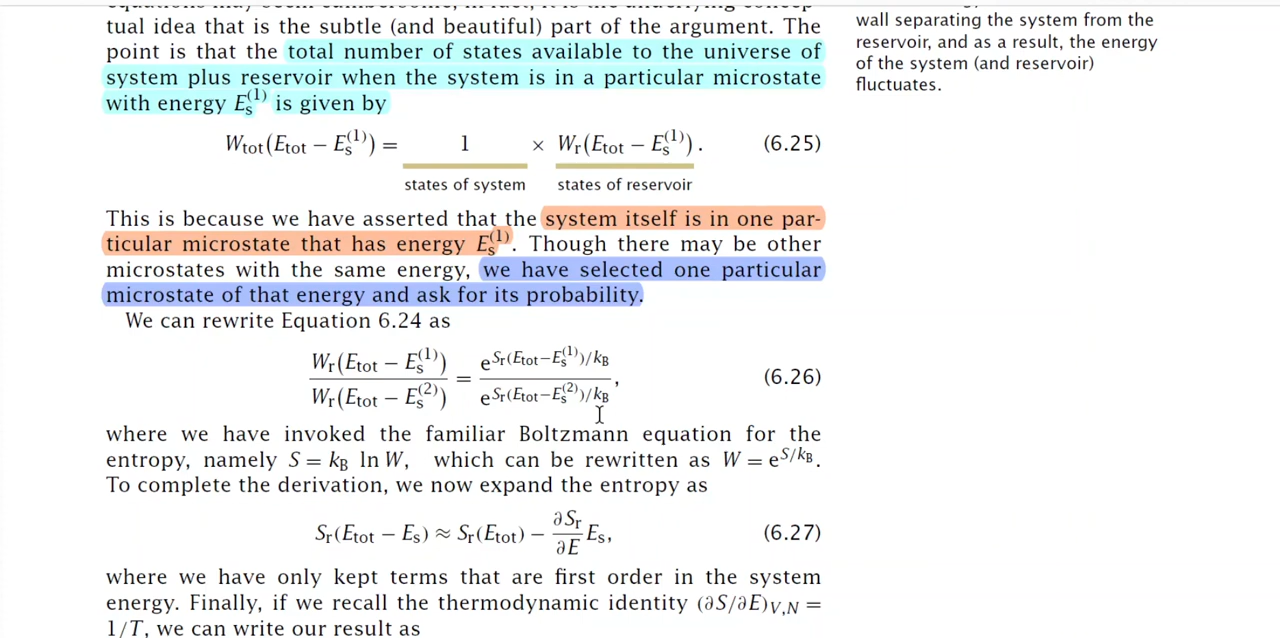 tual idea that is the subtle (and beautiful) part of the argument. The
point is that the total number of states available to the universe of
system plus reservoir when the system is in a particular microstate
with energy E_s^(1) is given by
W_tot(E_tot − E_s^(1)) = 1 × W_r(E_tot − E_s^(1)). (6.25)
states of system states of reservoir
This is because we have asserted that the system itself is in one par-
ticular microstate that has energy E_s^(1). Though there may be other
microstates with the same energy, we have selected one particular
microstate of that energy and ask for its probability.
We can rewrite Equation 6.24 as
W_r(E_tot − E_s^(1)) / W_r(E_tot − E_s^(2)) = e^(S_r(E_tot−E_s^(1))/k_B) / e^(S_r(E_tot−E_s^(2))/k_B), (6.26)
where we have invoked the familiar Boltzmann equation for the
entropy, namely S = k_B ln W, which can be rewritten as W = e^(S/k_B).
To complete the derivation, we now expand the entropy as
S_r(E_tot − E_s) ≈ S_r(E_tot) − ∂S_r/∂E E_s, (6.27)
where we have only kept terms that are first order in the system
energy. Finally, if we recall the thermodynamic identity (∂S/∂E)_V,N =
1/T, we can write our result as
wall separating the system from the
reservoir, and as a result, the energy
of the system (and reservoir)
fluctuates.